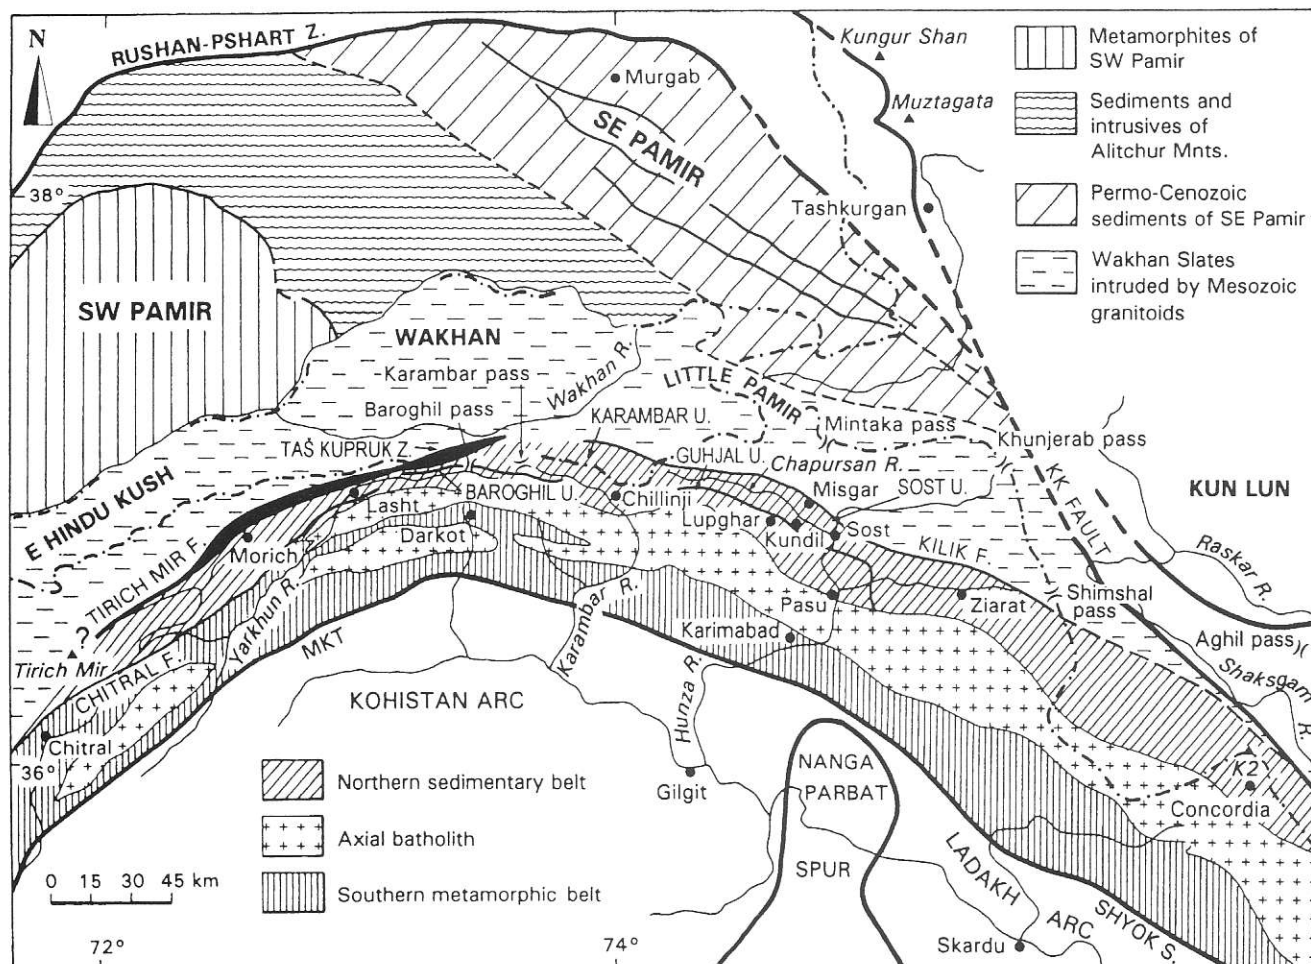 N
RUSHAN-PSHART Z.
Kungur Shan
Murgab
Muztagata
SE PAMIR
38°
Tashkurgan
Metamorphites of
SW Pamir
Sediments and
intrusives of
Alitchur Mnts.
Permo-Cenozoic
sediments of SE Pamir
Wakhan Slates
intruded by Mesozoic
granitoids
SW PAMIR
WAKHAN
Karambar pass
Wakhan R.
LITTLE PAMIR
Baroghil pass
KARAMBAR U.
Mintaka pass
Khunjerab pass
TAŠ KUPRUK Z.
GUHJAL U.
Chapursan R.
E HINDU KUSH
BAROGHIL U.
Chillinji
Misgar
SOST U.
KK FAULT
KUN LUN
Lasht
Lupghar
Sost
Darkot
Kundil
Morich
KILIK F.
Raskar R.
TIRICH MIR F.
Yarkhun R.
Karambar R.
Pasu
Ziarat
Shimshal
pass
?
MKT
Karimabad
Aghil pass
Tirich Mir
CHITRAL F.
Shaksgam R.
KOHISTAN ARC
Hunza R.
Chitral
36°
NANGA
PARBAT
K2
Gilgit
Concordia
Northern sedimentary belt
Axial batholith
SPUR
LADAKH
ARC
0 15 30 45 km
Southern metamorphic belt
SHYOK S.
72°
74°
Skardu